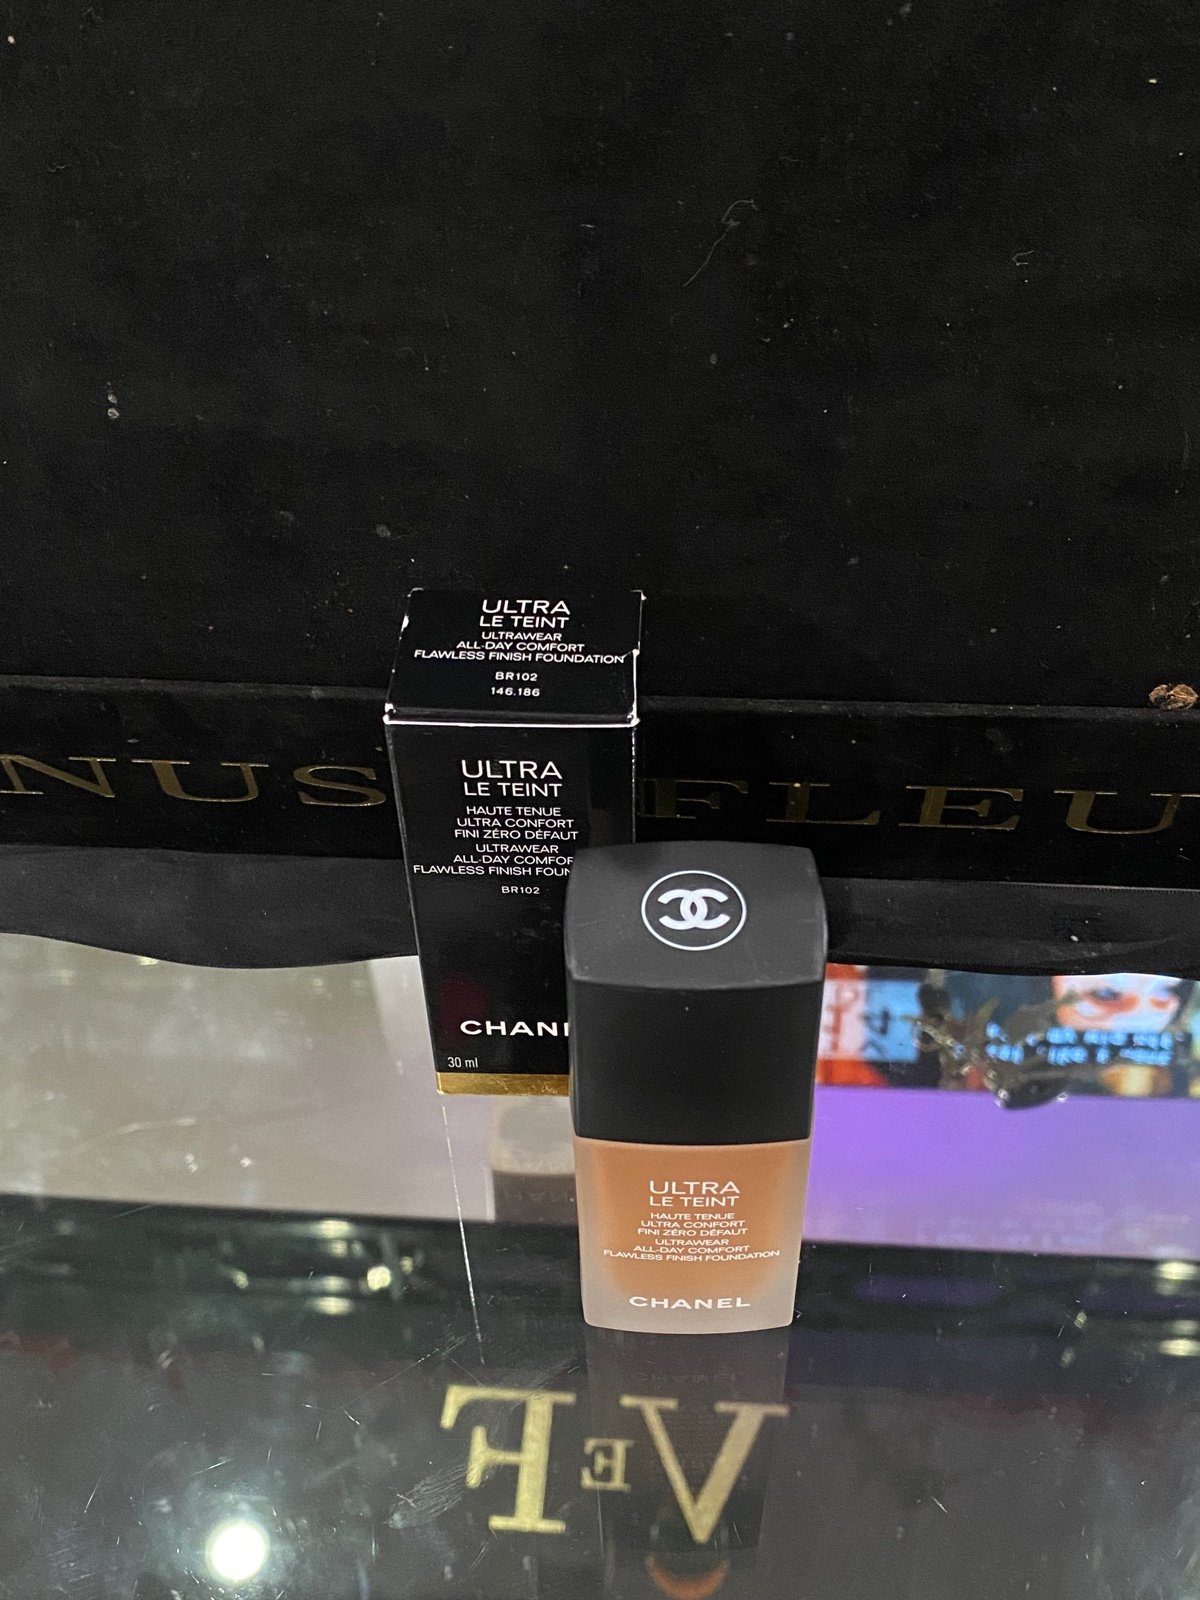 ULTRA
LE TEINT
ULTRAWEAR
ALL-DAY COMFORT
FLAWLESS FINISH FOUNDATION
BR102
146.186
NUS FLEU
ULTRA
LE TEINT
HAUTE TENUE
ULTRA CONFORT
FINI ZÉRO DÉFAUT
ULTRAWEAR
ALL-DAY COMFOR
FLAWLESS FINISH FOUN
BR102
CHAN
30 ml
ULTRA
LE TEINT
HAUTE TENUE
ULTRA CONFORT
FINI ZÉRO DÉFAUT
ULTRAWEAR
ALL-DAY COMFORT
FLAWLESS FINISH FOUNDATION
CHANEL